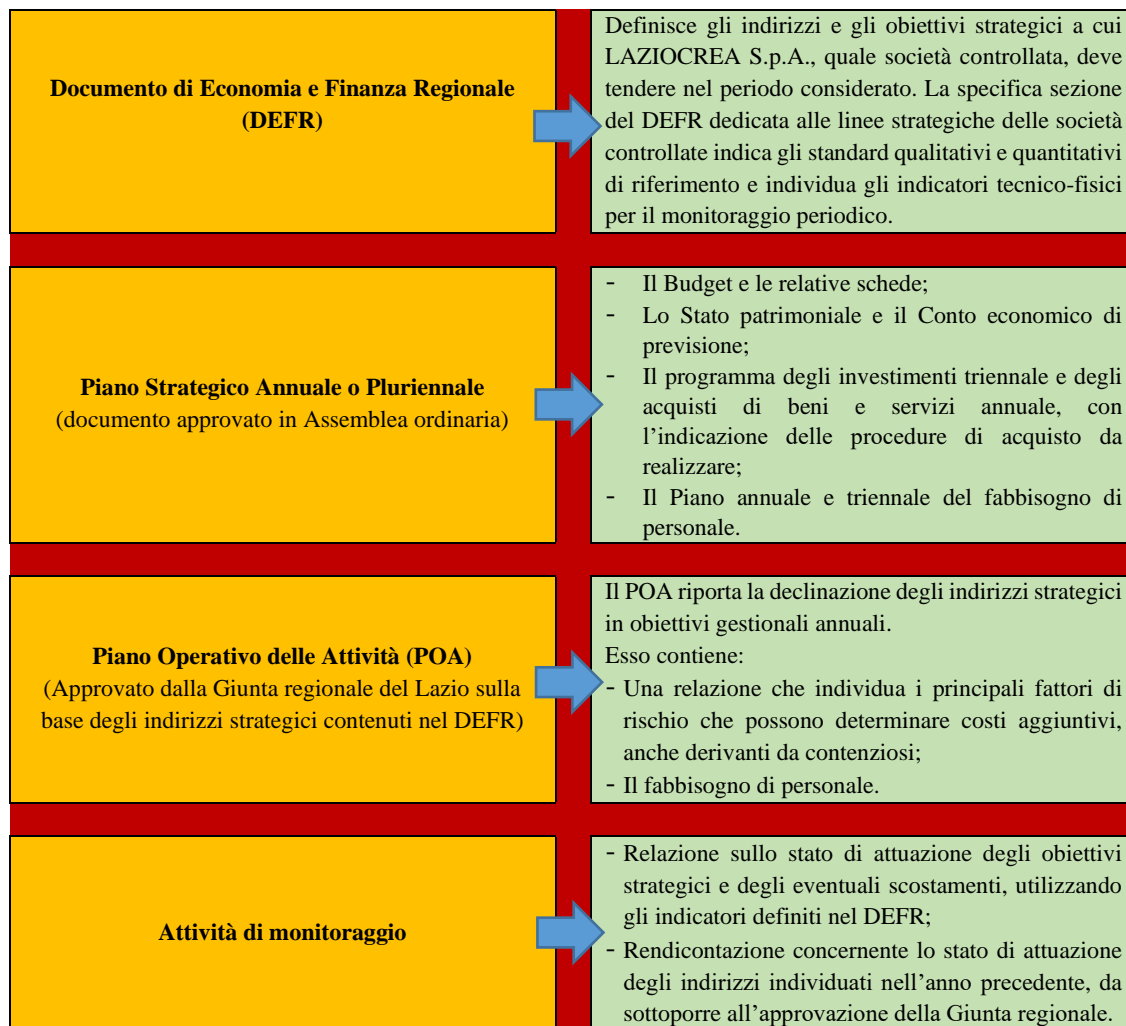 Documento di Economia e Finanza Regionale
(DEFR)
Definisce gli indirizzi e gli obiettivi strategici a cui
LAZIOCREA S.p.A., quale società controllata, deve
tendere nel periodo considerato. La specifica sezione
del DEFR dedicata alle linee strategiche delle società
controllate indica gli standard qualitativi e quantitativi
di riferimento e individua gli indicatori tecnico-fisici
per il monitoraggio periodico.
Piano Strategico Annuale o Pluriennale
(documento approvato in Assemblea ordinaria)
- Il Budget e le relative schede;
- Lo Stato patrimoniale e il Conto economico di
previsione;
- Il programma degli investimenti triennale e degli
acquisti di beni e servizi annuale, con
l’indicazione delle procedure di acquisto da
realizzare;
- Il Piano annuale e triennale del fabbisogno di
personale.
Piano Operativo delle Attività (POA)
(Approvato dalla Giunta regionale del Lazio sulla
base degli indirizzi strategici contenuti nel DEFR)
Il POA riporta la declinazione degli indirizzi strategici
in obiettivi gestionali annuali.
Esso contiene:
- Una relazione che individua i principali fattori di
rischio che possono determinare costi aggiuntivi,
anche derivanti da contenziosi;
- Il fabbisogno di personale.
Attività di monitoraggio
- Relazione sullo stato di attuazione degli obiettivi
strategici e degli eventuali scostamenti, utilizzando
gli indicatori definiti nel DEFR;
- Rendicontazione concernente lo stato di attuazione
degli indirizzi individuati nell’anno precedente, da
sottoporre all’approvazione della Giunta regionale.